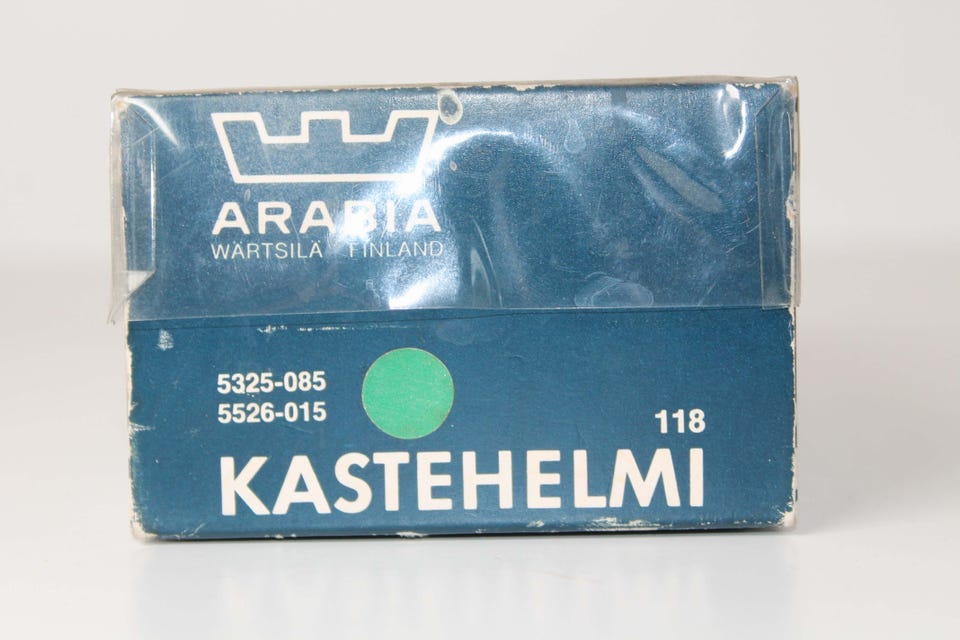 ARABIA
WÄRTSILÄ FINLAND
5325-085
5526-015
118
KASTEHELMI